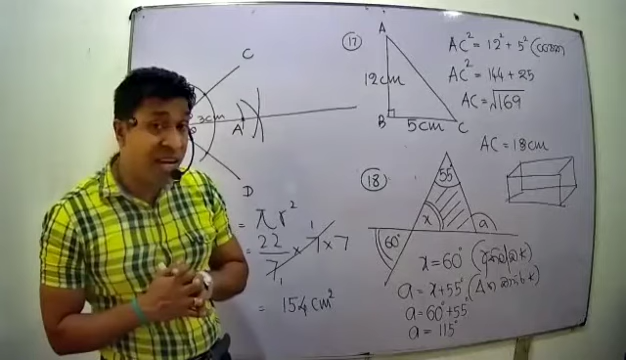 C
3cm
A
D
= πr²
= 22/7 × 7 × 7
= 154 cm²
17
A
12cm
B
5cm
C
AC² = 12² + 5²
AC² = 144 + 25
AC = √169
AC = 13cm
18
55°
x
a
60°
x = 60°
a = x + 55°
a = 60° + 55°
a = 115°